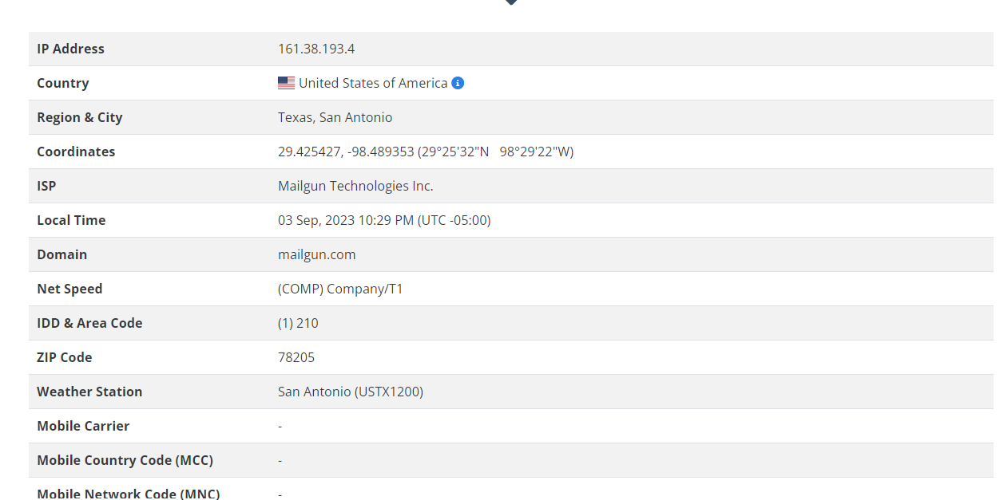 IP Address 161.38.193.4
Country United States of America
Region & City Texas, San Antonio
Coordinates 29.425427, -98.489353 (29°25'32"N 98°29'22"W)
ISP Mailgun Technologies Inc.
Local Time 03 Sep, 2023 10:29 PM (UTC -05:00)
Domain mailgun.com
Net Speed (COMP) Company/T1
IDD & Area Code (1) 210
ZIP Code 78205
Weather Station San Antonio (USTX1200)
Mobile Carrier -
Mobile Country Code (MCC) -
Mobile Network Code (MNC) -